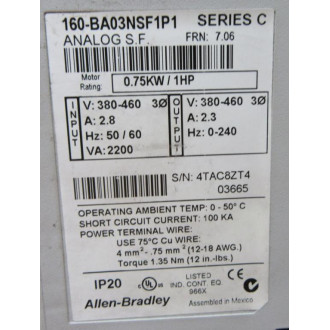 160-BA03NSF1P1 SERIES C
ANALOG S.F. FRN: 7.06
Motor Rating: 0.75KW / 1HP
INPUT
V: 380-460 3Ø
A: 2.8
Hz: 50 / 60
VA: 2200
OUTPUT
V: 380-460 3Ø
A: 2.3
Hz: 0-240
S/N: 4TAC8ZT4
03665
OPERATING AMBIENT TEMP: 0 - 50° C
SHORT CIRCUIT CURRENT: 100 KA
POWER TERMINAL WIRE:
USE 75°C Cu WIRE:
4 mm² - .75 mm² (12-18 AWG.)
Torque 1.35 Nm (12 in.-lbs.)
IP20 c UL us LISTED IND. CONT. EQ. 966X CE
Allen-Bradley Assembled in Mexico